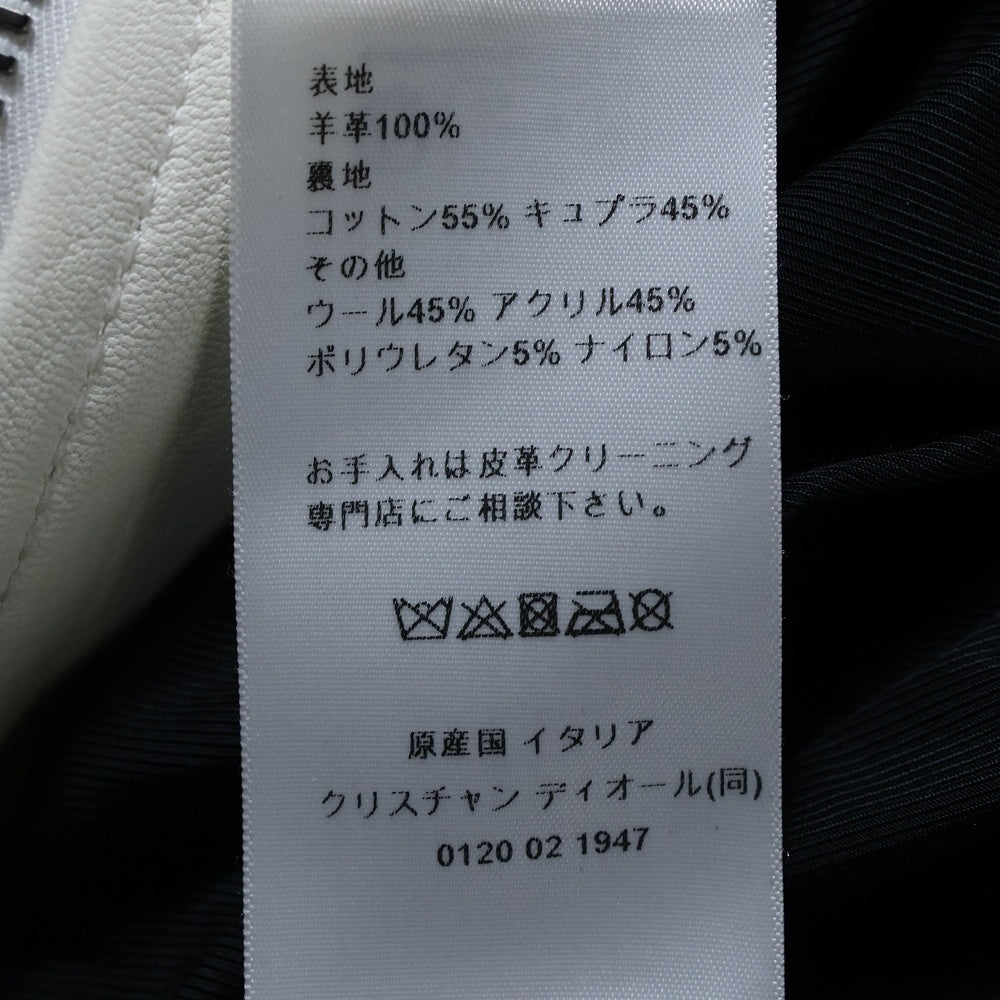 表地
羊革100%
裏地
コットン55% キュプラ45%
その他
ウール45% アクリル45%
ポリウレタン5% ナイロン5%
お手入れは皮革クリーニング
専門店にご相談下さい。
原産国 イタリア
クリスチャン ディオール(同)
0120 02 1947